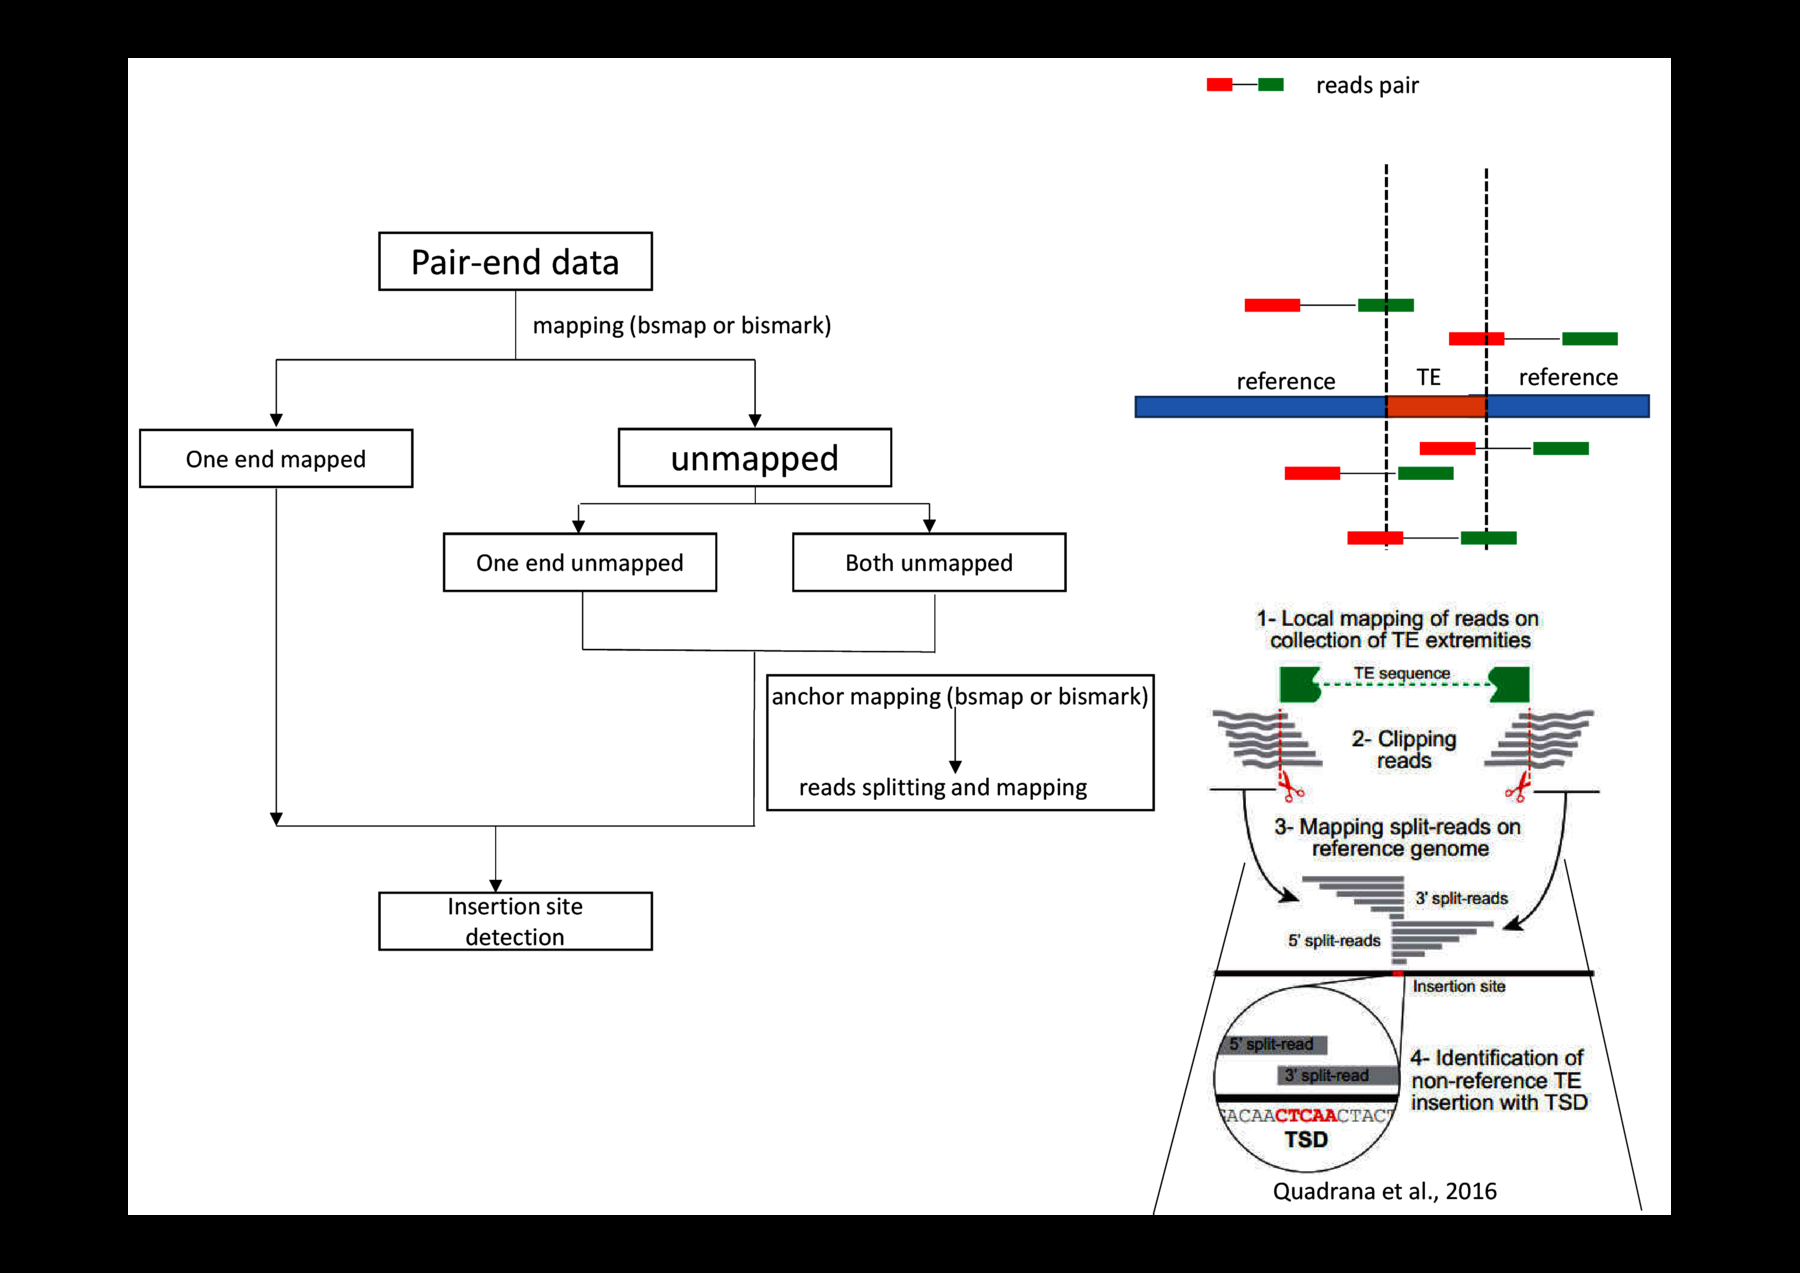 reads pair
Pair-end data
mapping (bsmap or bismark)
One end mapped
unmapped
One end unmapped
Both unmapped
anchor mapping (bsmap or bismark)
reads splitting and mapping
Insertion site
detection
reference
TE
reference
1- Local mapping of reads on
collection of TE extremities
TE sequence
2- Clipping
reads
3- Mapping split-reads on
reference genome
3' split-reads
5' split-reads
Insertion site
5' split-read
3' split-read
ACAACTCAACTACT
TSD
4- Identification of
non-reference TE
insertion with TSD
Quadrana et al., 2016